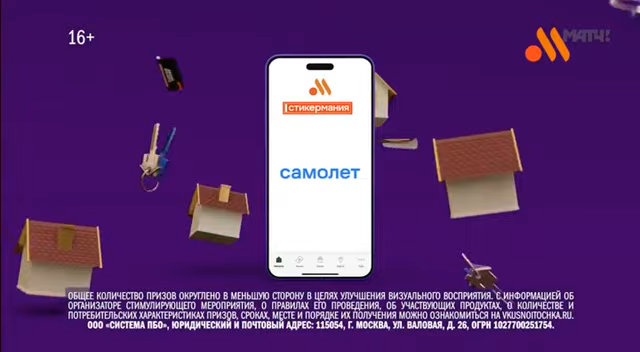 16+
МАТЧ!
СТИКЕРМАНИЯ
самолет
ОБЩЕЕ КОЛИЧЕСТВО ПРИЗОВ ОКРУГЛЕНО В МЕНЬШУЮ СТОРОНУ В ЦЕЛЯХ УЛУЧШЕНИЯ ВИЗУАЛЬНОГО ВОСПРИЯТИЯ. С ИНФОРМАЦИЕЙ ОБ
ОРГАНИЗАТОРЕ СТИМУЛИРУЮЩЕГО МЕРОПРИЯТИЯ, О ПРАВИЛАХ ЕГО ПРОВЕДЕНИЯ, ОБ УЧАСТВУЮЩИХ ПРОДУКТАХ, О КОЛИЧЕСТВЕ И
ПОТРЕБИТЕЛЬСКИХ ХАРАКТЕРИСТИКАХ ПРИЗОВ, СРОКАХ, МЕСТЕ И ПОРЯДКЕ ИХ ПОЛУЧЕНИЯ МОЖНО ОЗНАКОМИТЬСЯ НА VKUSNOITOCHKA.RU.
ООО «СИСТЕМА ПБО», ЮРИДИЧЕСКИЙ И ПОЧТОВЫЙ АДРЕС: 115054, Г. МОСКВА, УЛ. ВАЛОВАЯ, Д. 26, ОГРН 1027700251754.